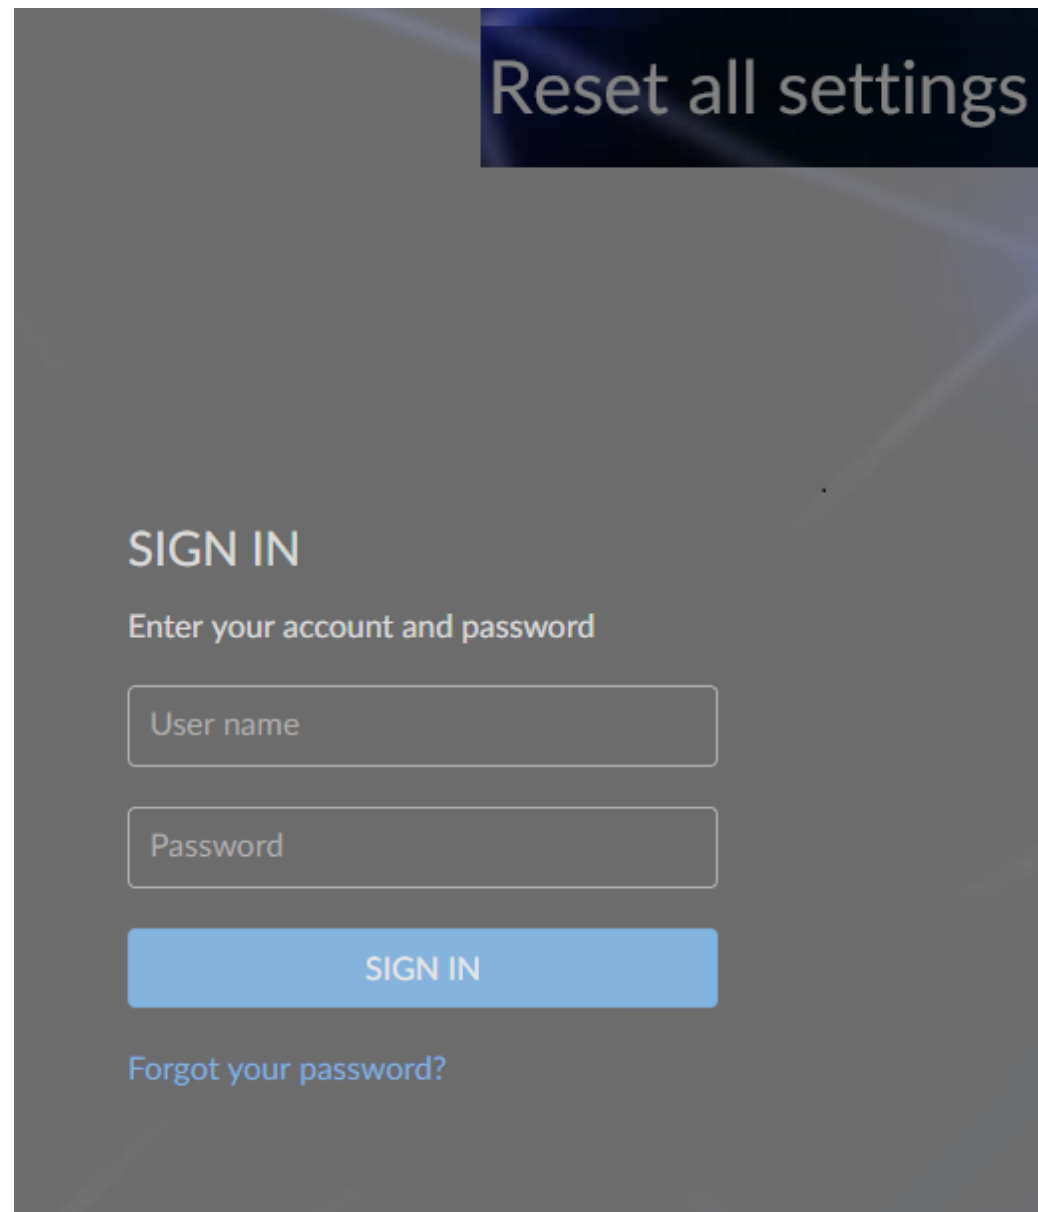 Reset all settings
SIGN IN
Enter your account and password
User name
Password
SIGN IN
Forgot your password?